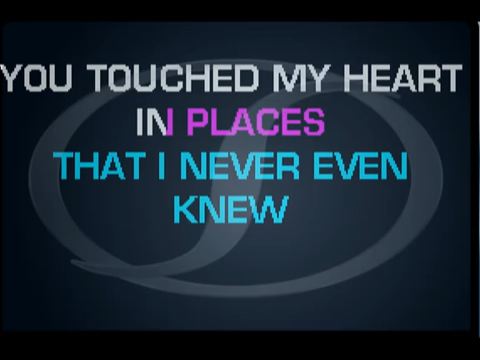 YOU TOUCHED MY HEART
IN PLACES
THAT I NEVER EVEN
KNEW